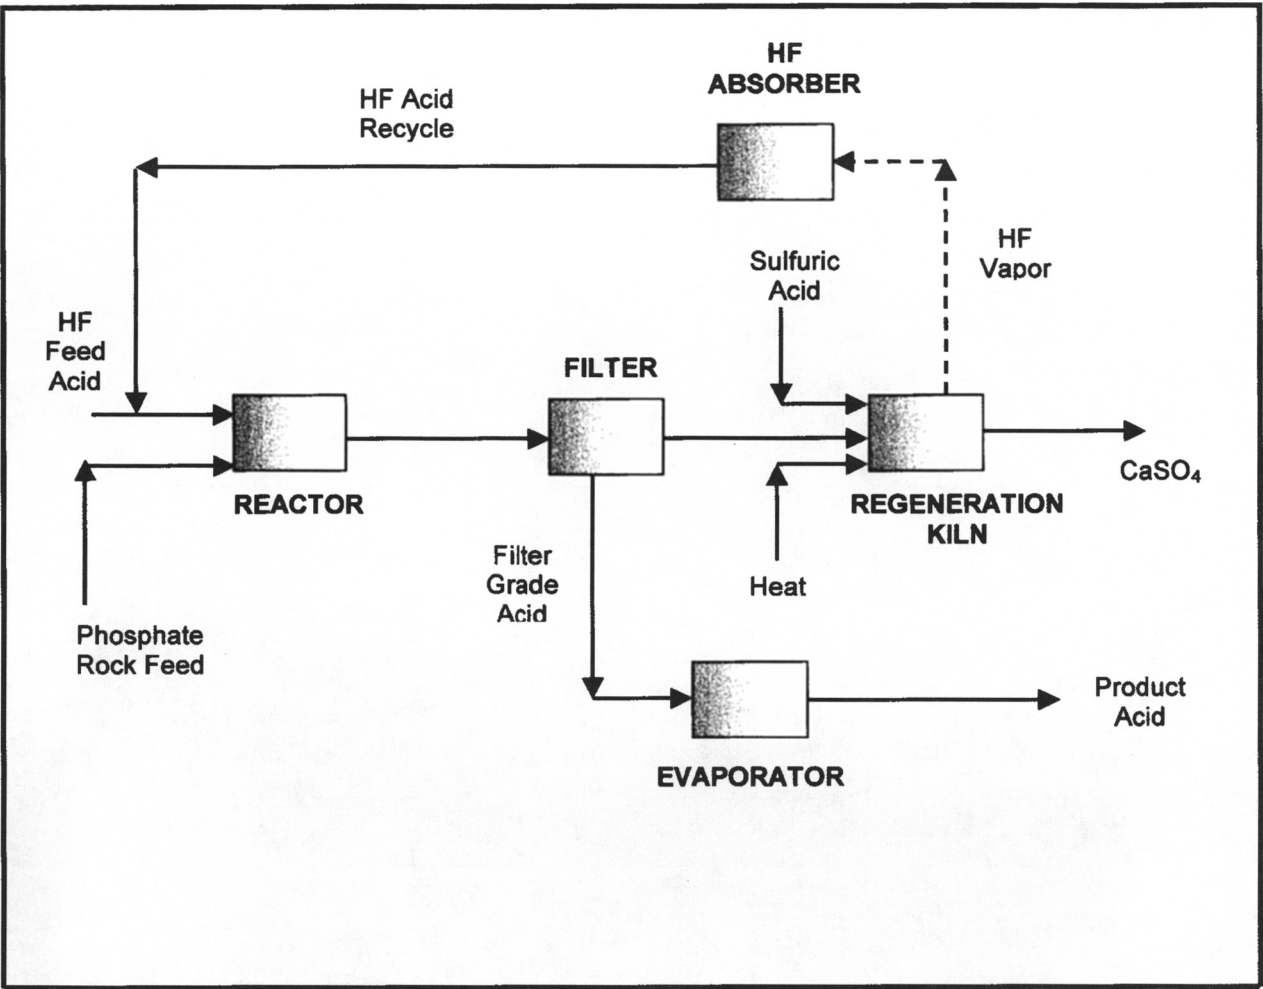 HF
ABSORBER
HF Acid
Recycle
HF
Vapor
Sulfuric
Acid
HF
Feed
Acid
FILTER
REACTOR
REGENERATION
KILN
CaSO₄
Filter
Grade
Acid
Heat
Phosphate
Rock Feed
Product
Acid
EVAPORATOR